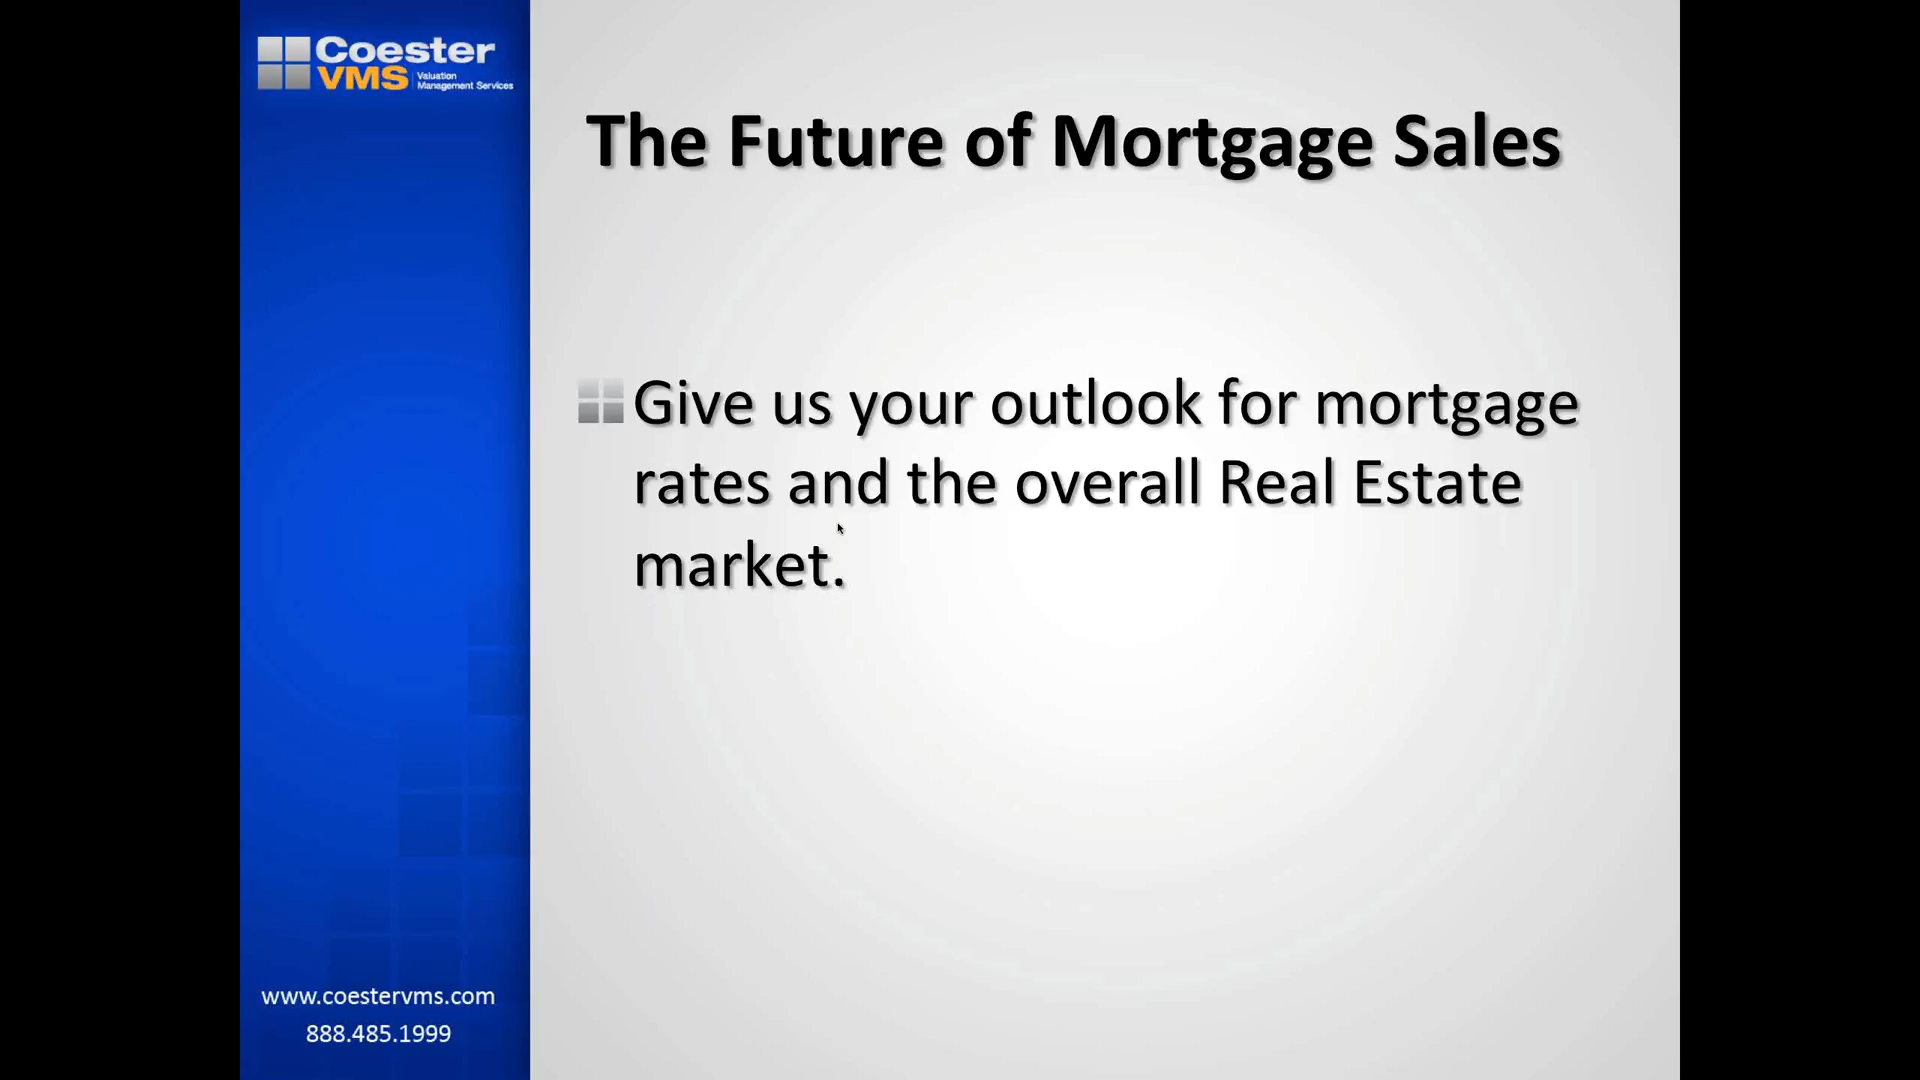 Coester
VMS
Valuation
Management Services
The Future of Mortgage Sales
Give us your outlook for mortgage
rates and the overall Real Estate
market.
www.coestervms.com
888.485.1999